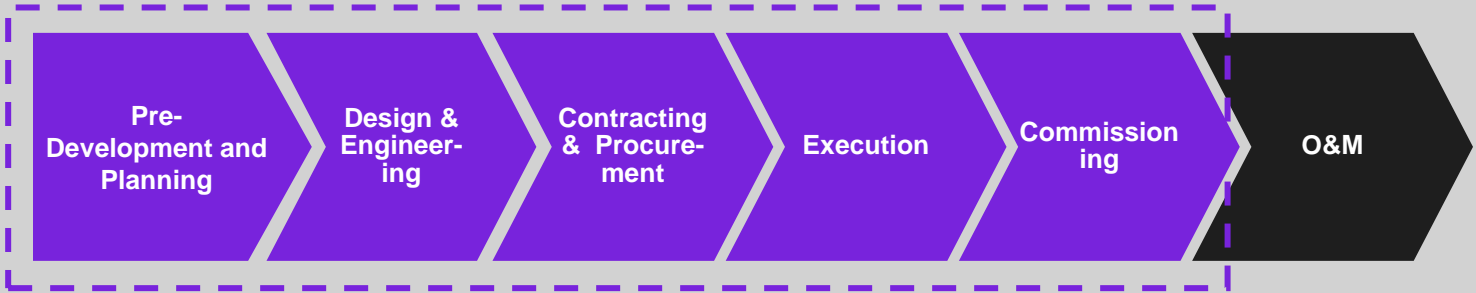 Pre-
Development and
Planning
Design &
Engineer-
ing
Contracting
& Procure-
ment
Execution
Commission
ing
O&M